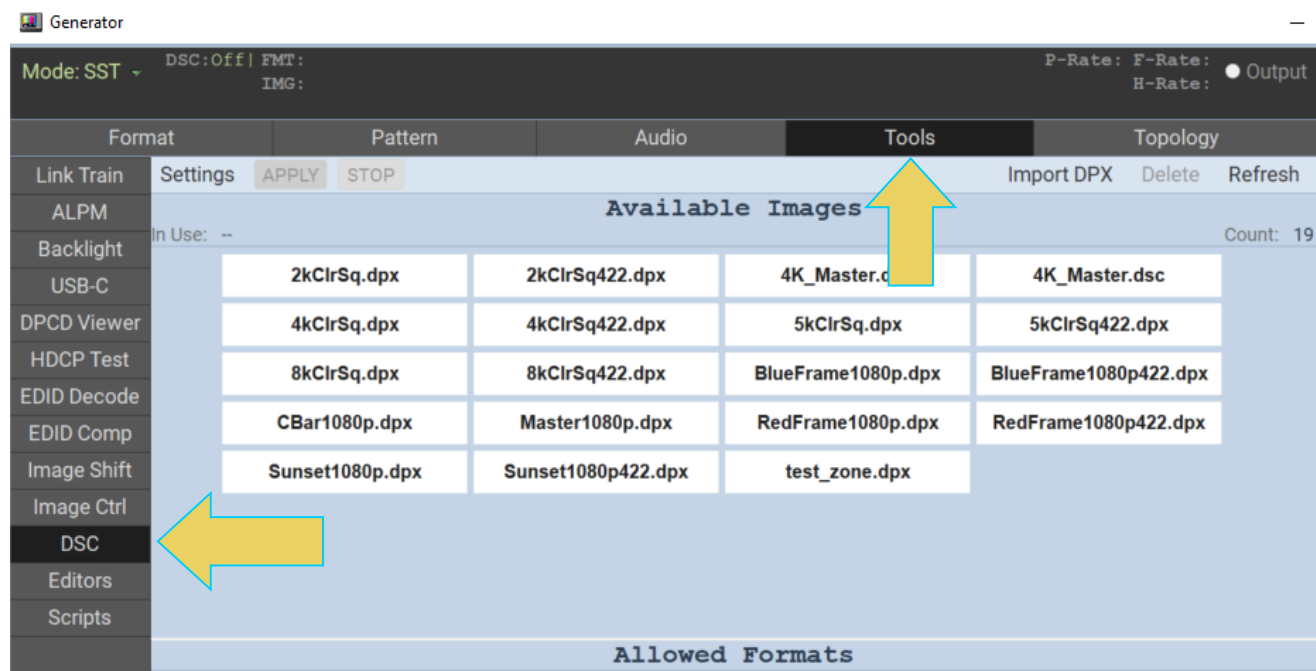 Generator
Mode: SST DSC:Off| FMT: P-Rate: F-Rate: Output
IMG: H-Rate:
Format Pattern Audio Tools Topology
Link Train Settings APPLY STOP Import DPX Delete Refresh
ALPM Available Images
In Use: -- Count: 19
Backlight
USB-C 2kClrSq.dpx 2kClrSq422.dpx 4K_Master. 4K_Master.dsc
DPCD Viewer 4kClrSq.dpx 4kClrSq422.dpx 5kClrSq.dpx 5kClrSq422.dpx
HDCP Test 8kClrSq.dpx 8kClrSq422.dpx BlueFrame1080p.dpx BlueFrame1080p422.dpx
EDID Decode
EDID Comp CBar1080p.dpx Master1080p.dpx RedFrame1080p.dpx RedFrame1080p422.dpx
Image Shift Sunset1080p.dpx Sunset1080p422.dpx test_zone.dpx
Image Ctrl
DSC
Editors
Scripts
Allowed Formats